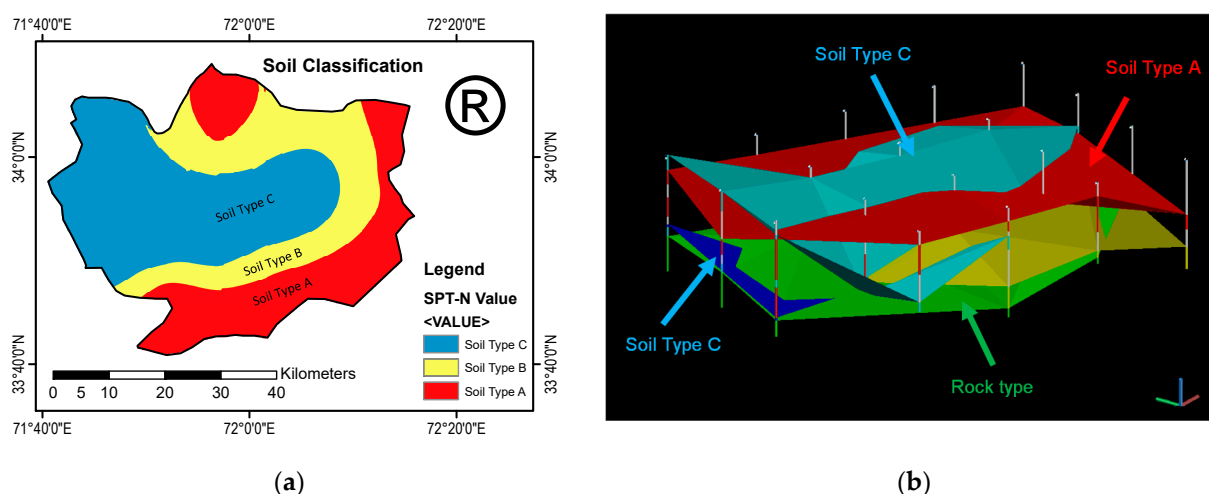 71°40'0"E 72°0'0"E 72°20'0"E
Soil Classification
®
34°0'0"N
34°0'0"N
Soil Type C
Soil Type B
Soil Type A
Legend
SPT-N Value
<VALUE>
Soil Type C
Soil Type B
Soil Type A
Kilometers
0 5 10 20 30 40
33°40'0"N
33°40'0"N
71°40'0"E 72°0'0"E 72°20'0"E
(a)
Soil Type C
Soil Type A
Soil Type C
Rock type
(b)